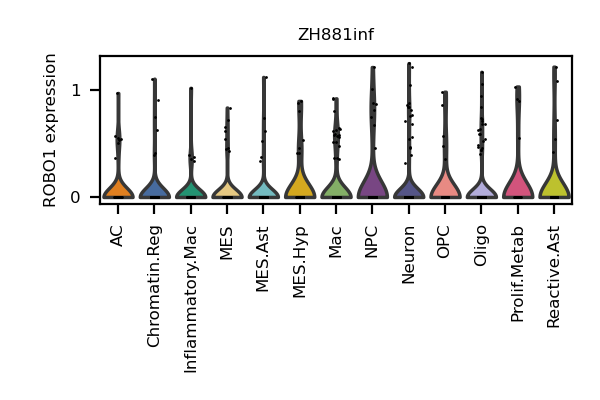 ZH881inf
ROBO1 expression
1
0
AC
Chromatin.Reg
Inflammatory.Mac
MES
MES.Ast
MES.Hyp
Mac
NPC
Neuron
OPC
Oligo
Prolif.Metab
Reactive.Ast